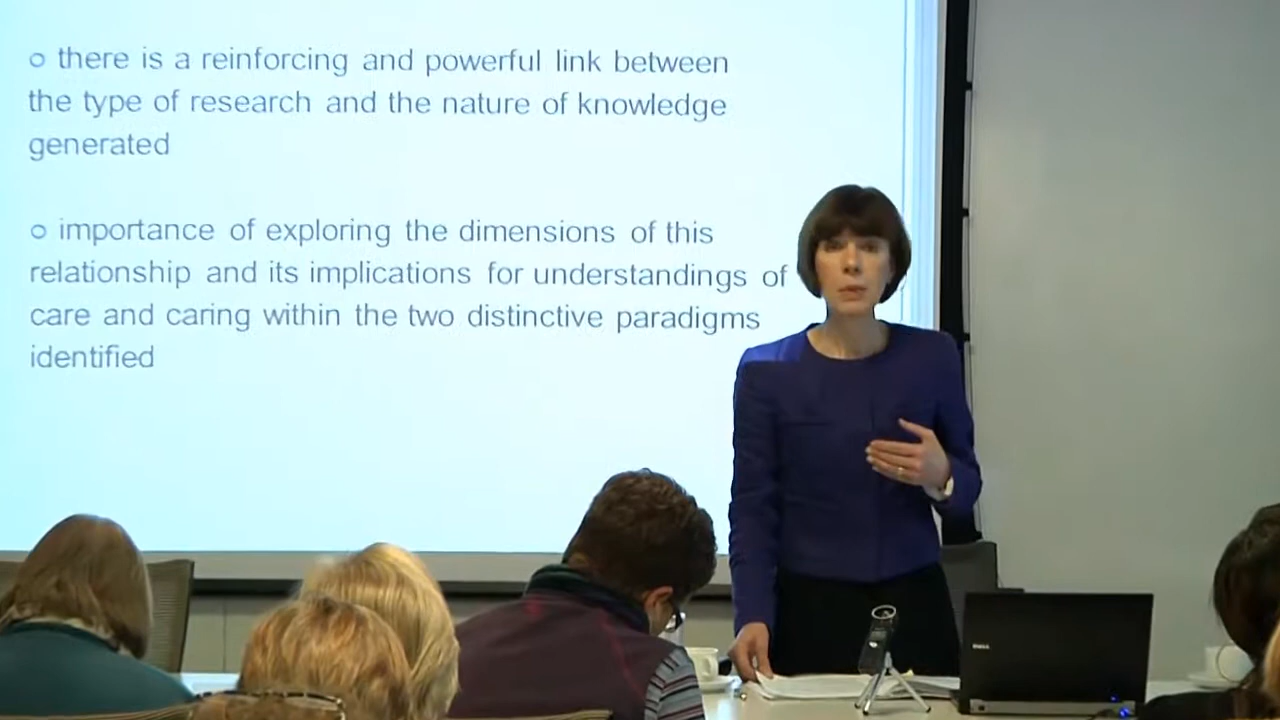 o there is a reinforcing and powerful link between
the type of research and the nature of knowledge
generated
o importance of exploring the dimensions of this
relationship and its implications for understandings of
care and caring within the two distinctive paradigms
identified
DELL